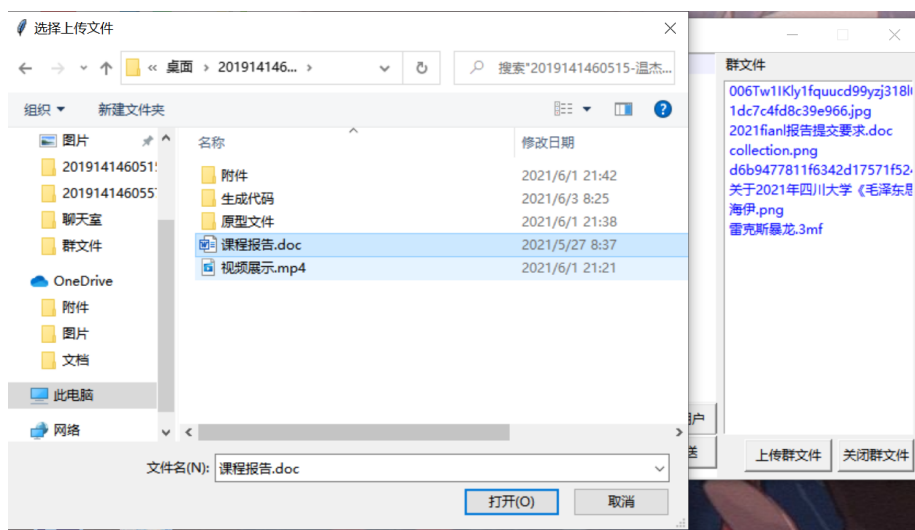 选择上传文件
« 桌面 › 201914146... ›
搜索"2019141460515-温杰...
组织
新建文件夹
图片
201914146051
201914146055
聊天室
群文件
OneDrive
附件
图片
文档
此电脑
网络
名称
修改日期
附件
2021/6/1 21:42
生成代码
2021/6/3 8:25
原型文件
2021/6/1 21:38
课程报告.doc
2021/5/27 8:37
视频展示.mp4
2021/6/1 21:21
文件名(N):
课程报告.doc
打开(O)
取消
群文件
006Tw1IKly1fquucd99yzj318l
1dc7c4fd8c39e966.jpg
2021fianl报告提交要求.doc
collection.png
d6b9477811f6342d17571f52
关于2021年四川大学《毛泽东思
海伊.png
雷克斯暴龙.3mf
户
送
上传群文件
关闭群文件